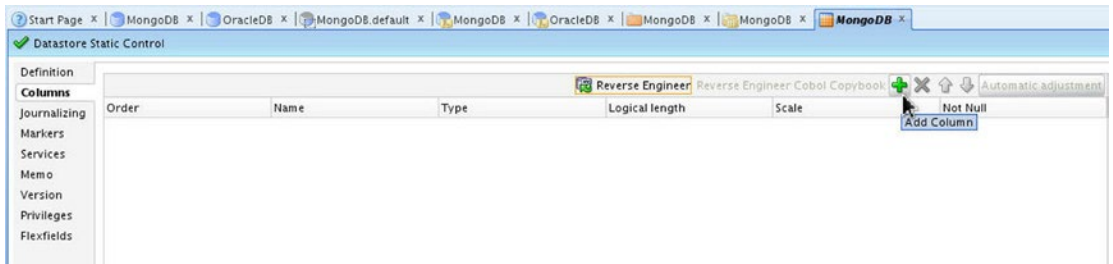 Start Page MongoDB OracleDB MongoDB.default MongoDB OracleDB MongoDB MongoDB MongoDB
Datastore Static Control
Definition
Reverse Engineer Reverse Engineer Cobol Copybook Automatic adjustment
Columns
Order Name Type Logical length Scale Not Null
Journalizing
Add Column
Markers
Services
Memo
Version
Privileges
Flexfields